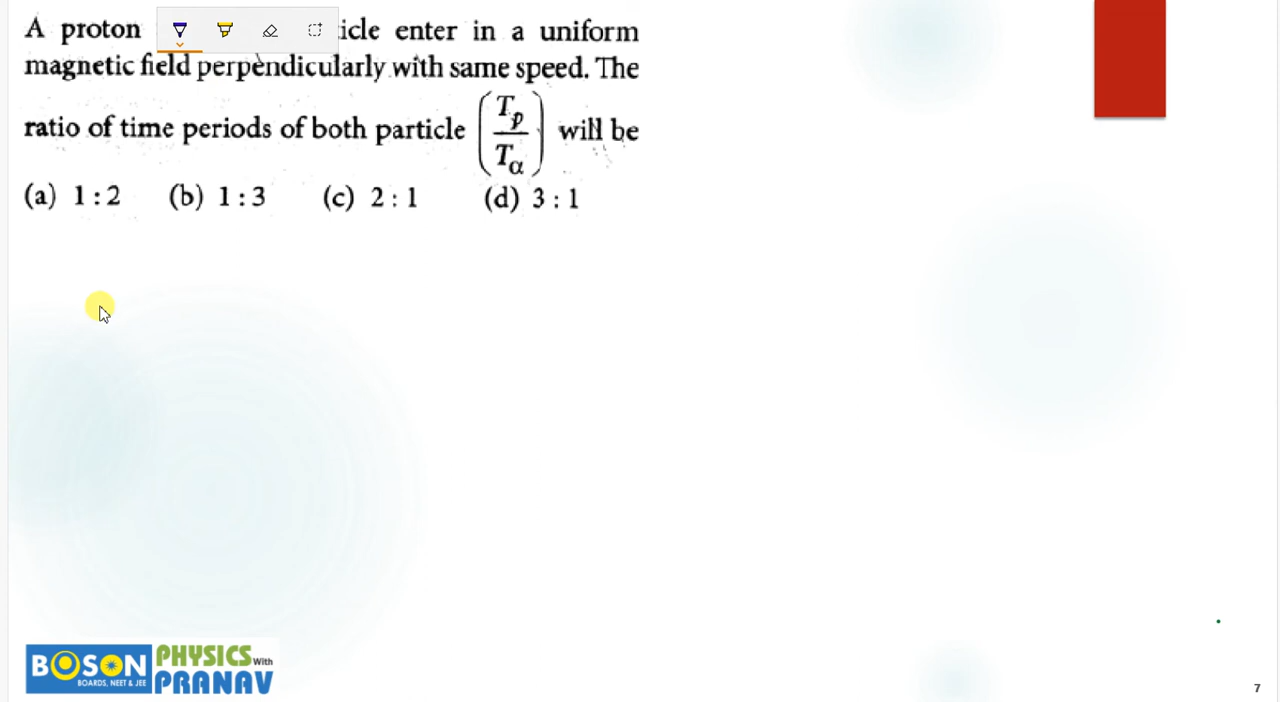 A proton icle enter in a uniform
magnetic field perpendicularly with same speed. The
ratio of time periods of both particle (Tp/Tα) will be
(a) 1 : 2 (b) 1 : 3 (c) 2 : 1 (d) 3 : 1
BOSON PHYSICS With
BOARDS, NEET & JEE PRANAV
7